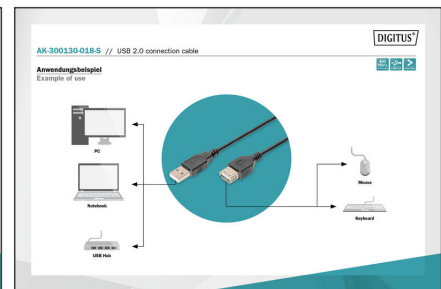 DIGITUS®
AK-300130-018-S // USB 2.0 connection cable
Anwendungsbeispiel
Example of use
PC
Notebook
USB Hub
Mouse
Keyboard